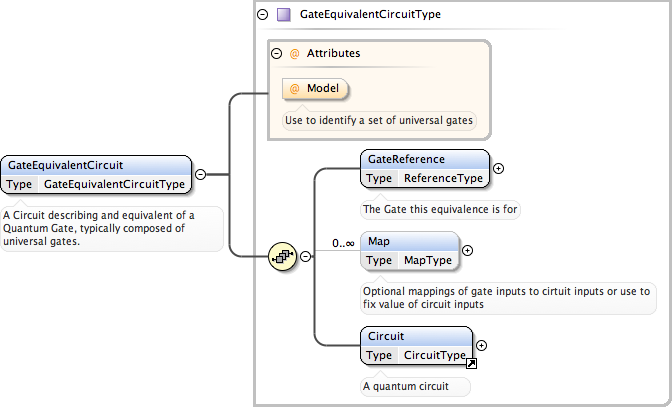 GateEquivalentCircuitType
@ Attributes
@ Model
Use to identify a set of universal gates
GateEquivalentCircuit
Type GateEquivalentCircuitType
A Circuit describing and equivalent of a
Quantum Gate, typically composed of
universal gates.
GateReference
Type ReferenceType
The Gate this equivalence is for
0..∞
Map
Type MapType
Optional mappings of gate inputs to cirtuit inputs or use to
fix value of circuit inputs
Circuit
Type CircuitType
A quantum circuit